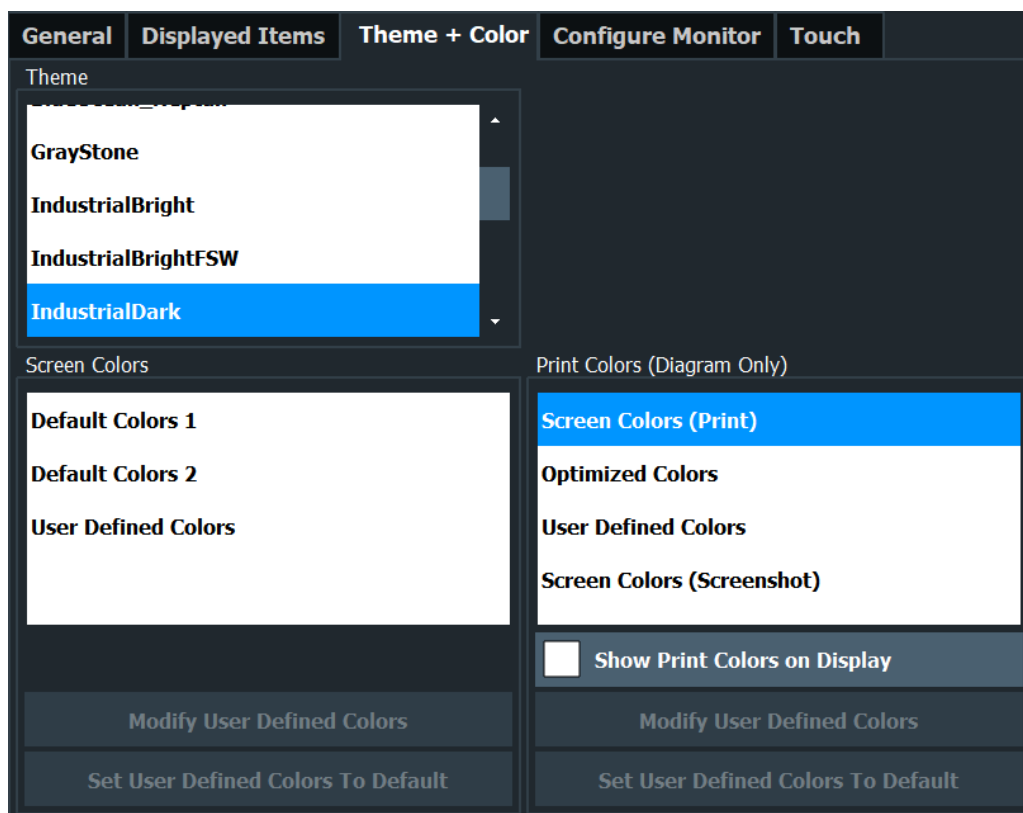 General Displayed Items Theme + Color Configure Monitor Touch
Theme
GrayStone
IndustrialBright
IndustrialBrightFSW
IndustrialDark
Screen Colors
Default Colors 1
Default Colors 2
User Defined Colors
Modify User Defined Colors
Set User Defined Colors To Default
Print Colors (Diagram Only)
Screen Colors (Print)
Optimized Colors
User Defined Colors
Screen Colors (Screenshot)
Show Print Colors on Display
Modify User Defined Colors
Set User Defined Colors To Default